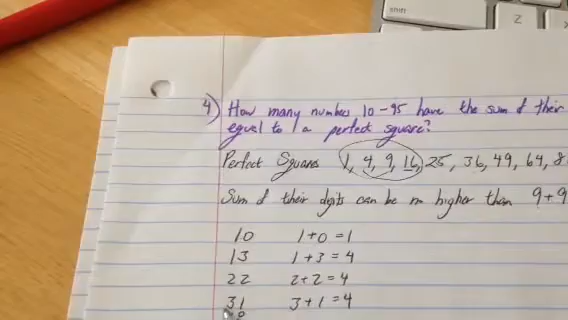 shift
Z
4) How many numbers 10-95 have the sum of their
equal to a perfect square?
Perfect Squares 1, 4, 9, 16, 25, 36, 49, 64, 8
Sum of their digits can be no higher than 9+9
10 1+0=1
13 1+3=4
22 2+2=4
31 3+1=4